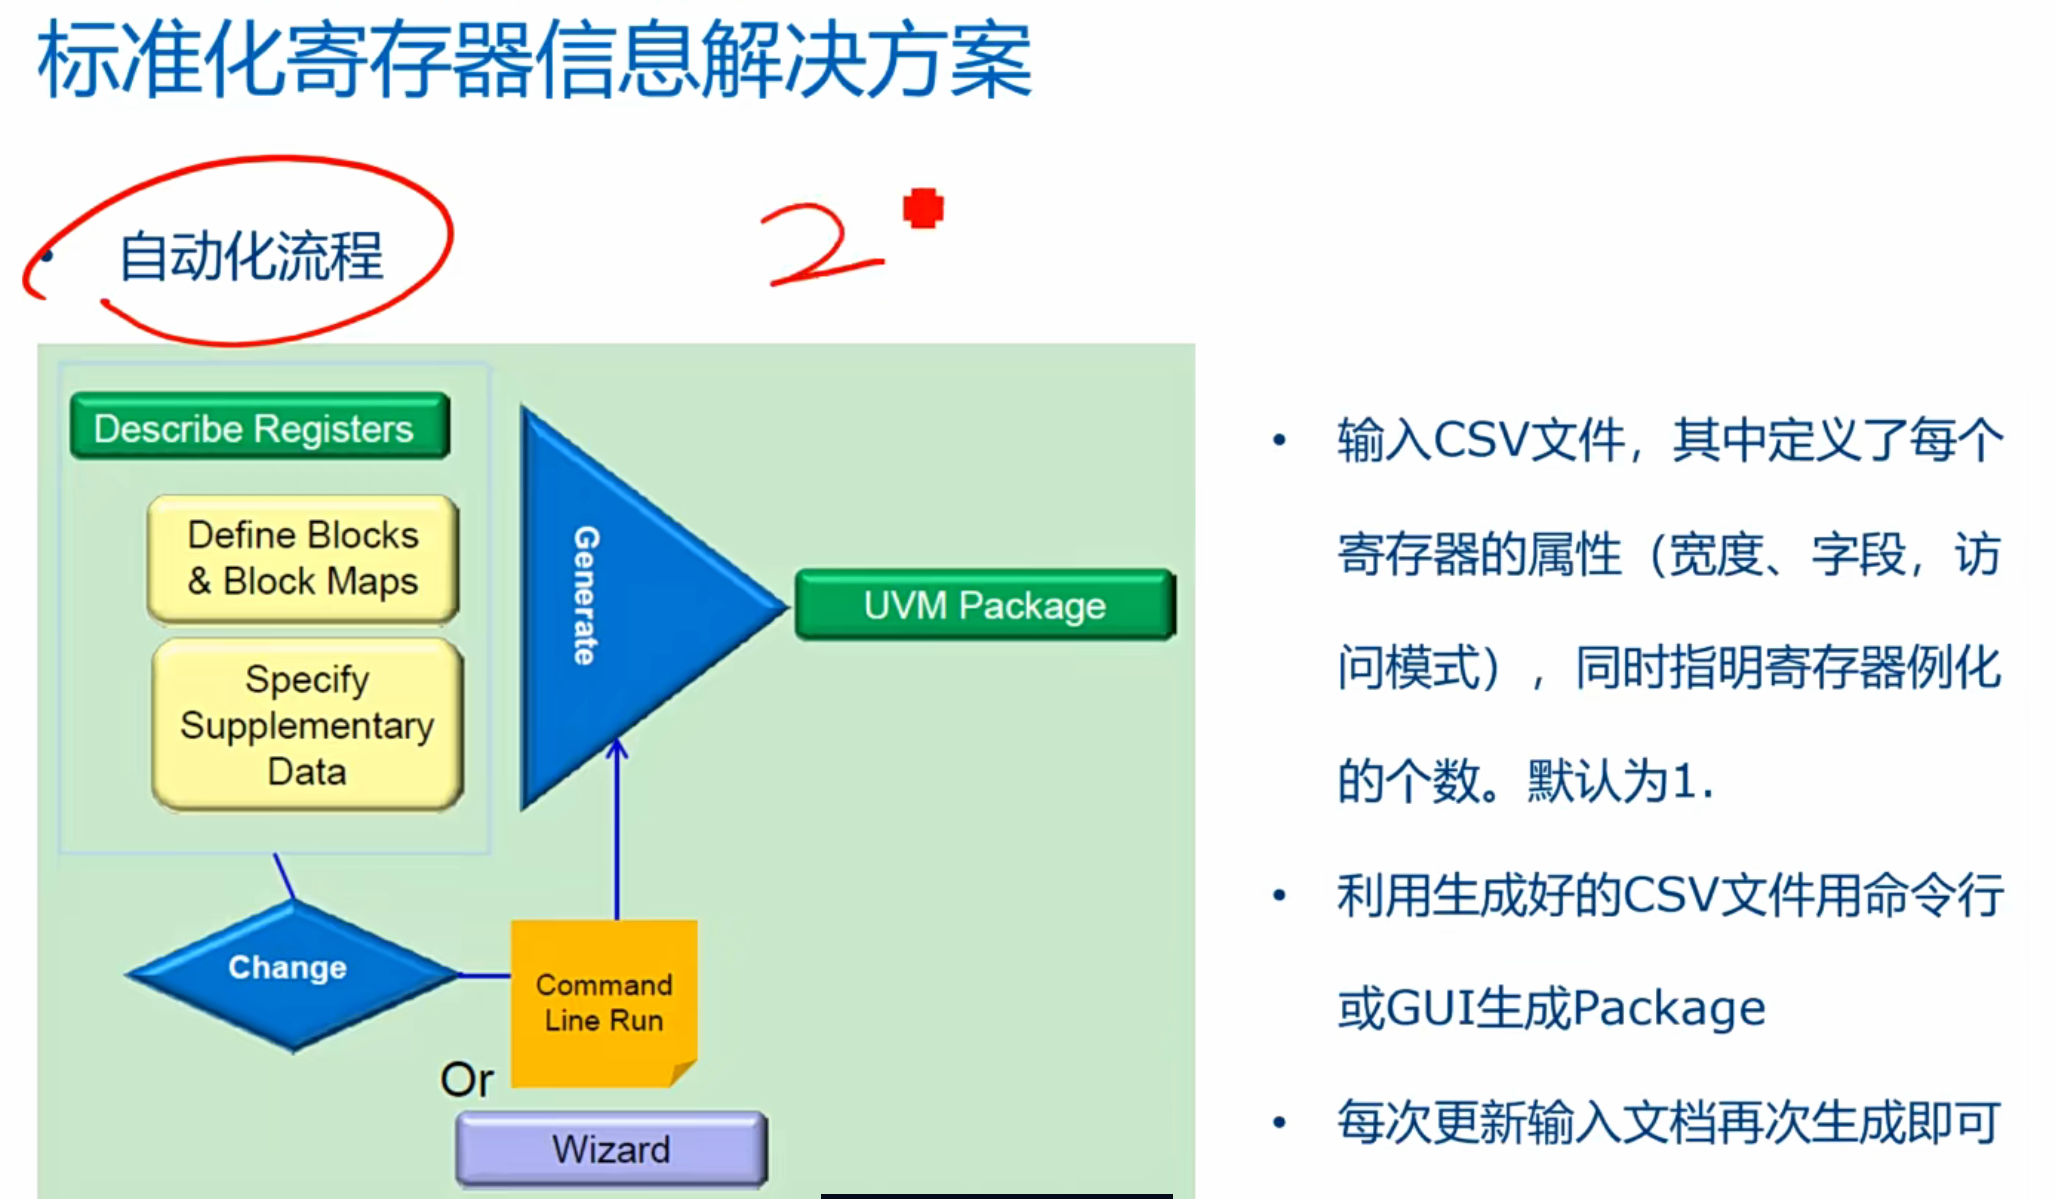 标准化寄存器信息解决方案
• 自动化流程
2
Describe Registers
Define Blocks
& Block Maps
Specify
Supplementary
Data
Generate
UVM Package
Change
Command
Line Run
Or
Wizard
• 输入CSV文件，其中定义了每个
寄存器的属性（宽度、字段，访
问模式），同时指明寄存器例化
的个数。默认为1.
• 利用生成好的CSV文件用命令行
或GUI生成Package
• 每次更新输入文档再次生成即可